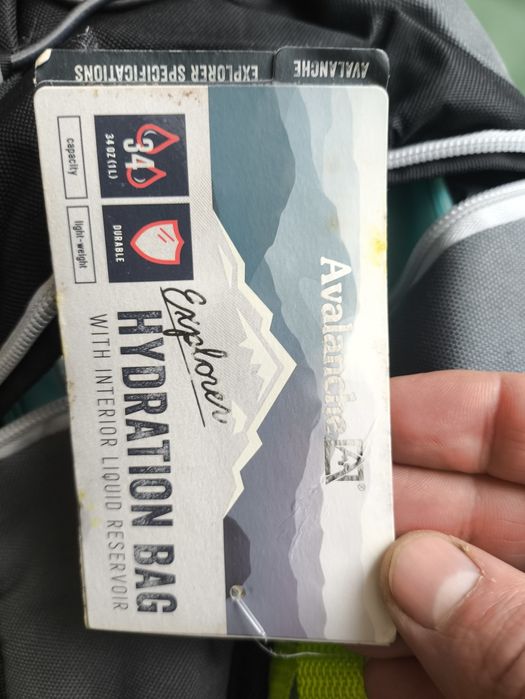 Avalanche A®
Explorer
HYDRATION BAG
WITH INTERIOR LIQUID RESERVOIR
34
34 OZ (1L)
capacity
DURABLE
light-weight
AVALANCHE
EXPLORER SPECIFICATIONS